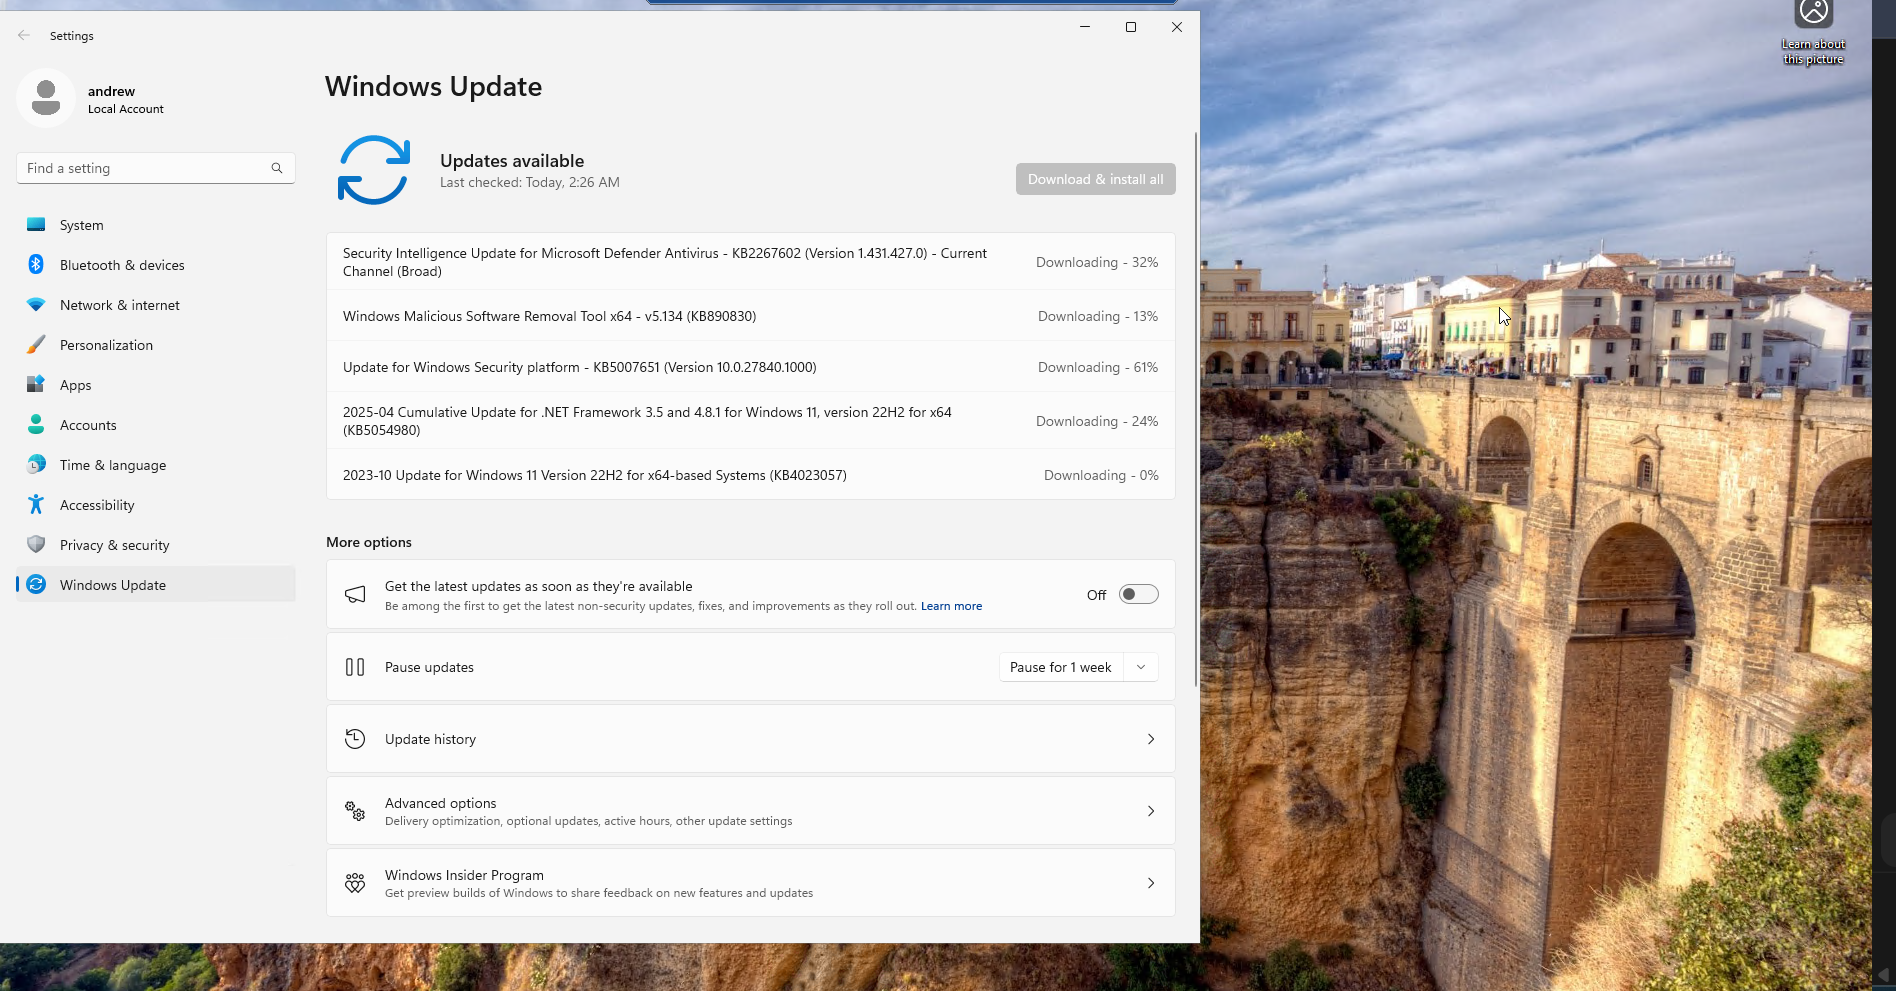 Settings
andrew
Local Account
Find a setting
System
Bluetooth & devices
Network & internet
Personalization
Apps
Accounts
Time & language
Accessibility
Privacy & security
Windows Update
Windows Update
Updates available
Last checked: Today, 2:26 AM
Download & install all
Security Intelligence Update for Microsoft Defender Antivirus - KB2267602 (Version 1.431.427.0) - Current
Channel (Broad)
Downloading - 32%
Windows Malicious Software Removal Tool x64 - v5.134 (KB890830)
Downloading - 13%
Update for Windows Security platform - KB5007651 (Version 10.0.27840.1000)
Downloading - 61%
2025-04 Cumulative Update for .NET Framework 3.5 and 4.8.1 for Windows 11, version 22H2 for x64
(KB5054980)
Downloading - 24%
2023-10 Update for Windows 11 Version 22H2 for x64-based Systems (KB4023057)
Downloading - 0%
More options
Get the latest updates as soon as they're available
Be among the first to get the latest non-security updates, fixes, and improvements as they roll out. Learn more
Off
Pause updates
Pause for 1 week
Update history
Advanced options
Delivery optimization, optional updates, active hours, other update settings
Windows Insider Program
Get preview builds of Windows to share feedback on new features and updates
Learn about
this picture